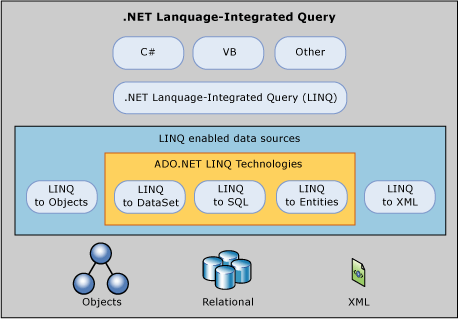 .NET Lanquage-Integrated Query
C#
VB
Other
.NET Language-Integrated Query (LINQ)
LINQ enabled data sources
ADO.NET LINQ Technologies
LINQ
to Objects
LINQ
to DataSet
LINQ
to SQL
LINQ
to Entities
LINQ
to XML
Objects
Relational
XML